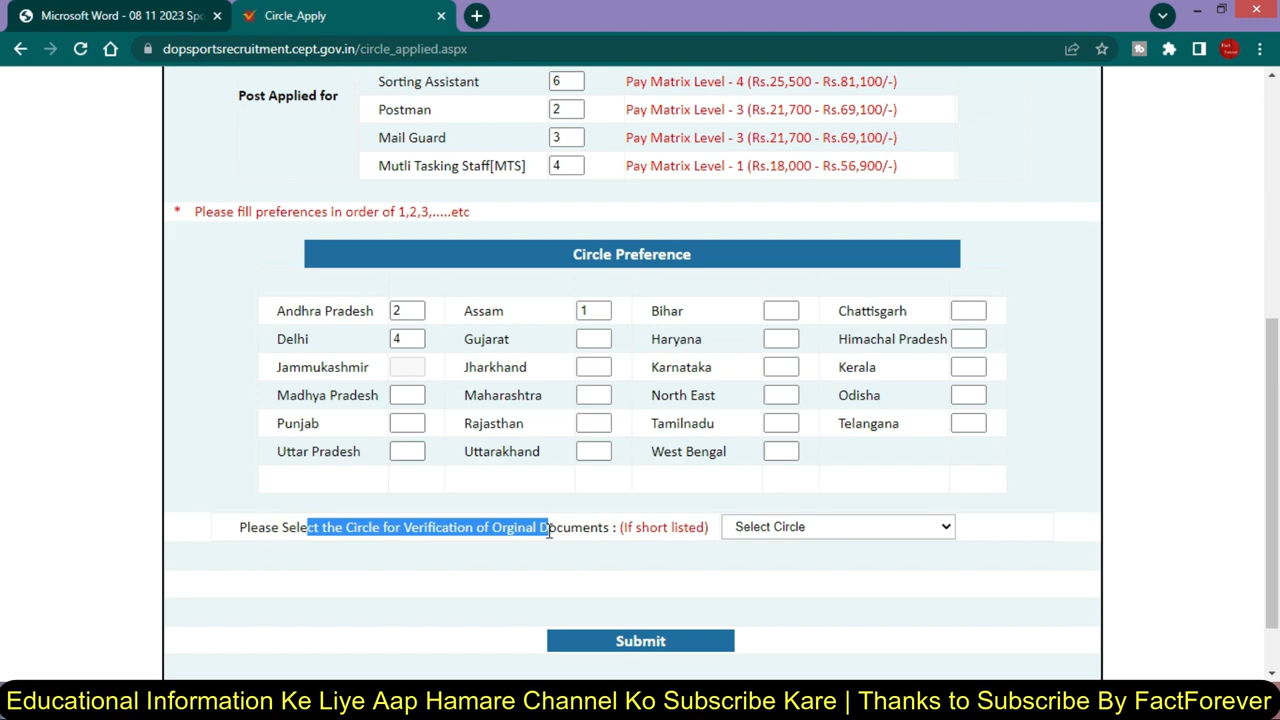 Microsoft Word - 08 11 2023 Spo
Circle_Apply
dopsportsrecruitment.cept.gov.in/circle_applied.aspx
Post Applied for
Sorting Assistant 6 Pay Matrix Level - 4 (Rs.25,500 - Rs.81,100/-)
Postman 2 Pay Matrix Level - 3 (Rs.21,700 - Rs.69,100/-)
Mail Guard 3 Pay Matrix Level - 3 (Rs.21,700 - Rs.69,100/-)
Mutli Tasking Staff[MTS] 4 Pay Matrix Level - 1 (Rs.18,000 - Rs.56,900/-)
* Please fill preferences in order of 1,2,3,.....etc
Circle Preference
Andhra Pradesh 2 Assam 1 Bihar Chattisgarh
Delhi 4 Gujarat Haryana Himachal Pradesh
Jammukashmir Jharkhand Karnataka Kerala
Madhya Pradesh Maharashtra North East Odisha
Punjab Rajasthan Tamilnadu Telangana
Uttar Pradesh Uttarakhand West Bengal
Please Select the Circle for Verification of Orginal Documents : (If short listed) Select Circle
Submit
Educational Information Ke Liye Aap Hamare Channel Ko Subscribe Kare | Thanks to Subscribe By FactForever